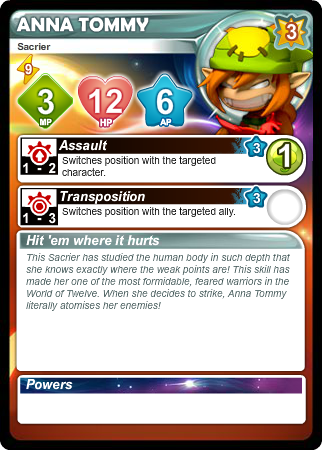 ANNA TOMMY
3
Sacrier
9
3
MP
12
HP
6
AP
Assault
3
1
1 - 2
Switches position with the targeted
character.
Transposition
3
1 - 3
Switches position with the targeted ally.
Hit 'em where it hurts
This Sacrier has studied the human body in such depth that
she knows exactly where the weak points are! This skill has
made her one of the most formidable, feared warriors in the
World of Twelve. When she decides to strike, Anna Tommy
literally atomises her enemies!
Powers